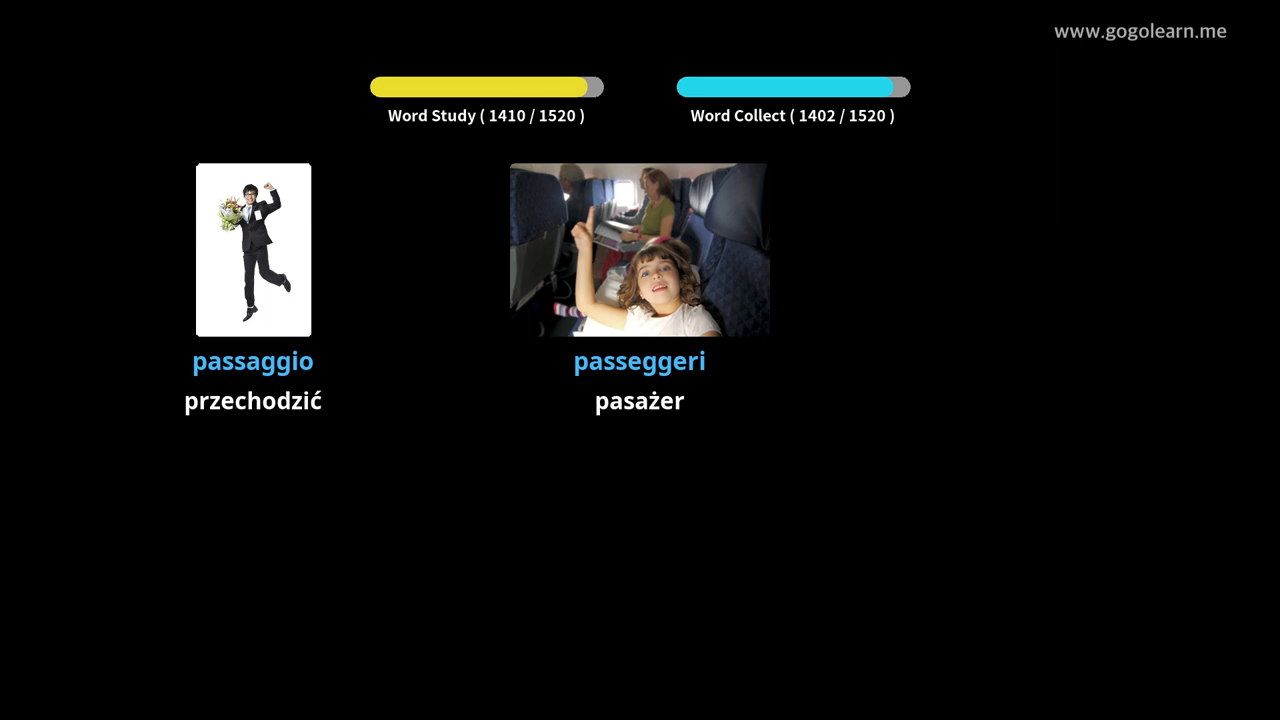 www.gogolearn.me
Word Study ( 1410 / 1520 )
Word Collect ( 1402 / 1520 )
passaggio
przechodzić
passeggeri
pasażer